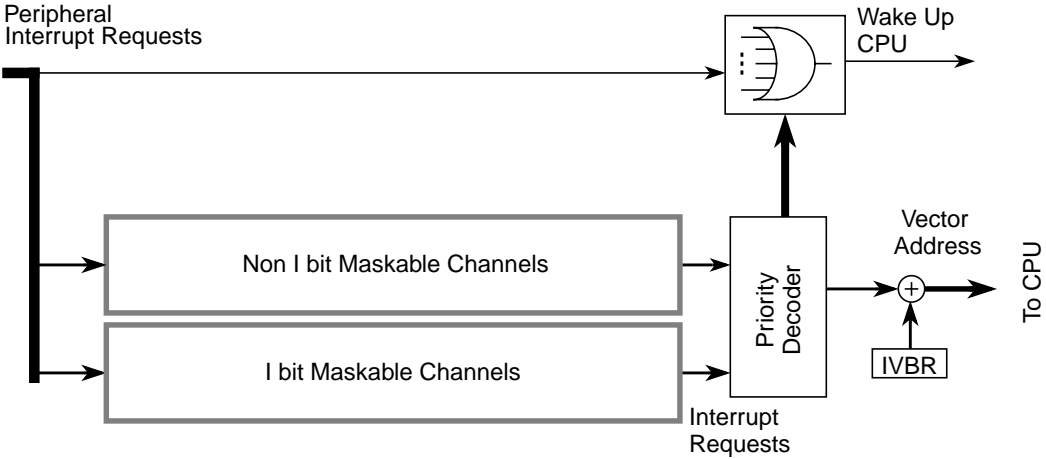 Peripheral
Interrupt Requests
Wake Up
CPU
Non I bit Maskable Channels
I bit Maskable Channels
Priority
Decoder
Interrupt
Requests
Vector
Address
IVBR
To CPU